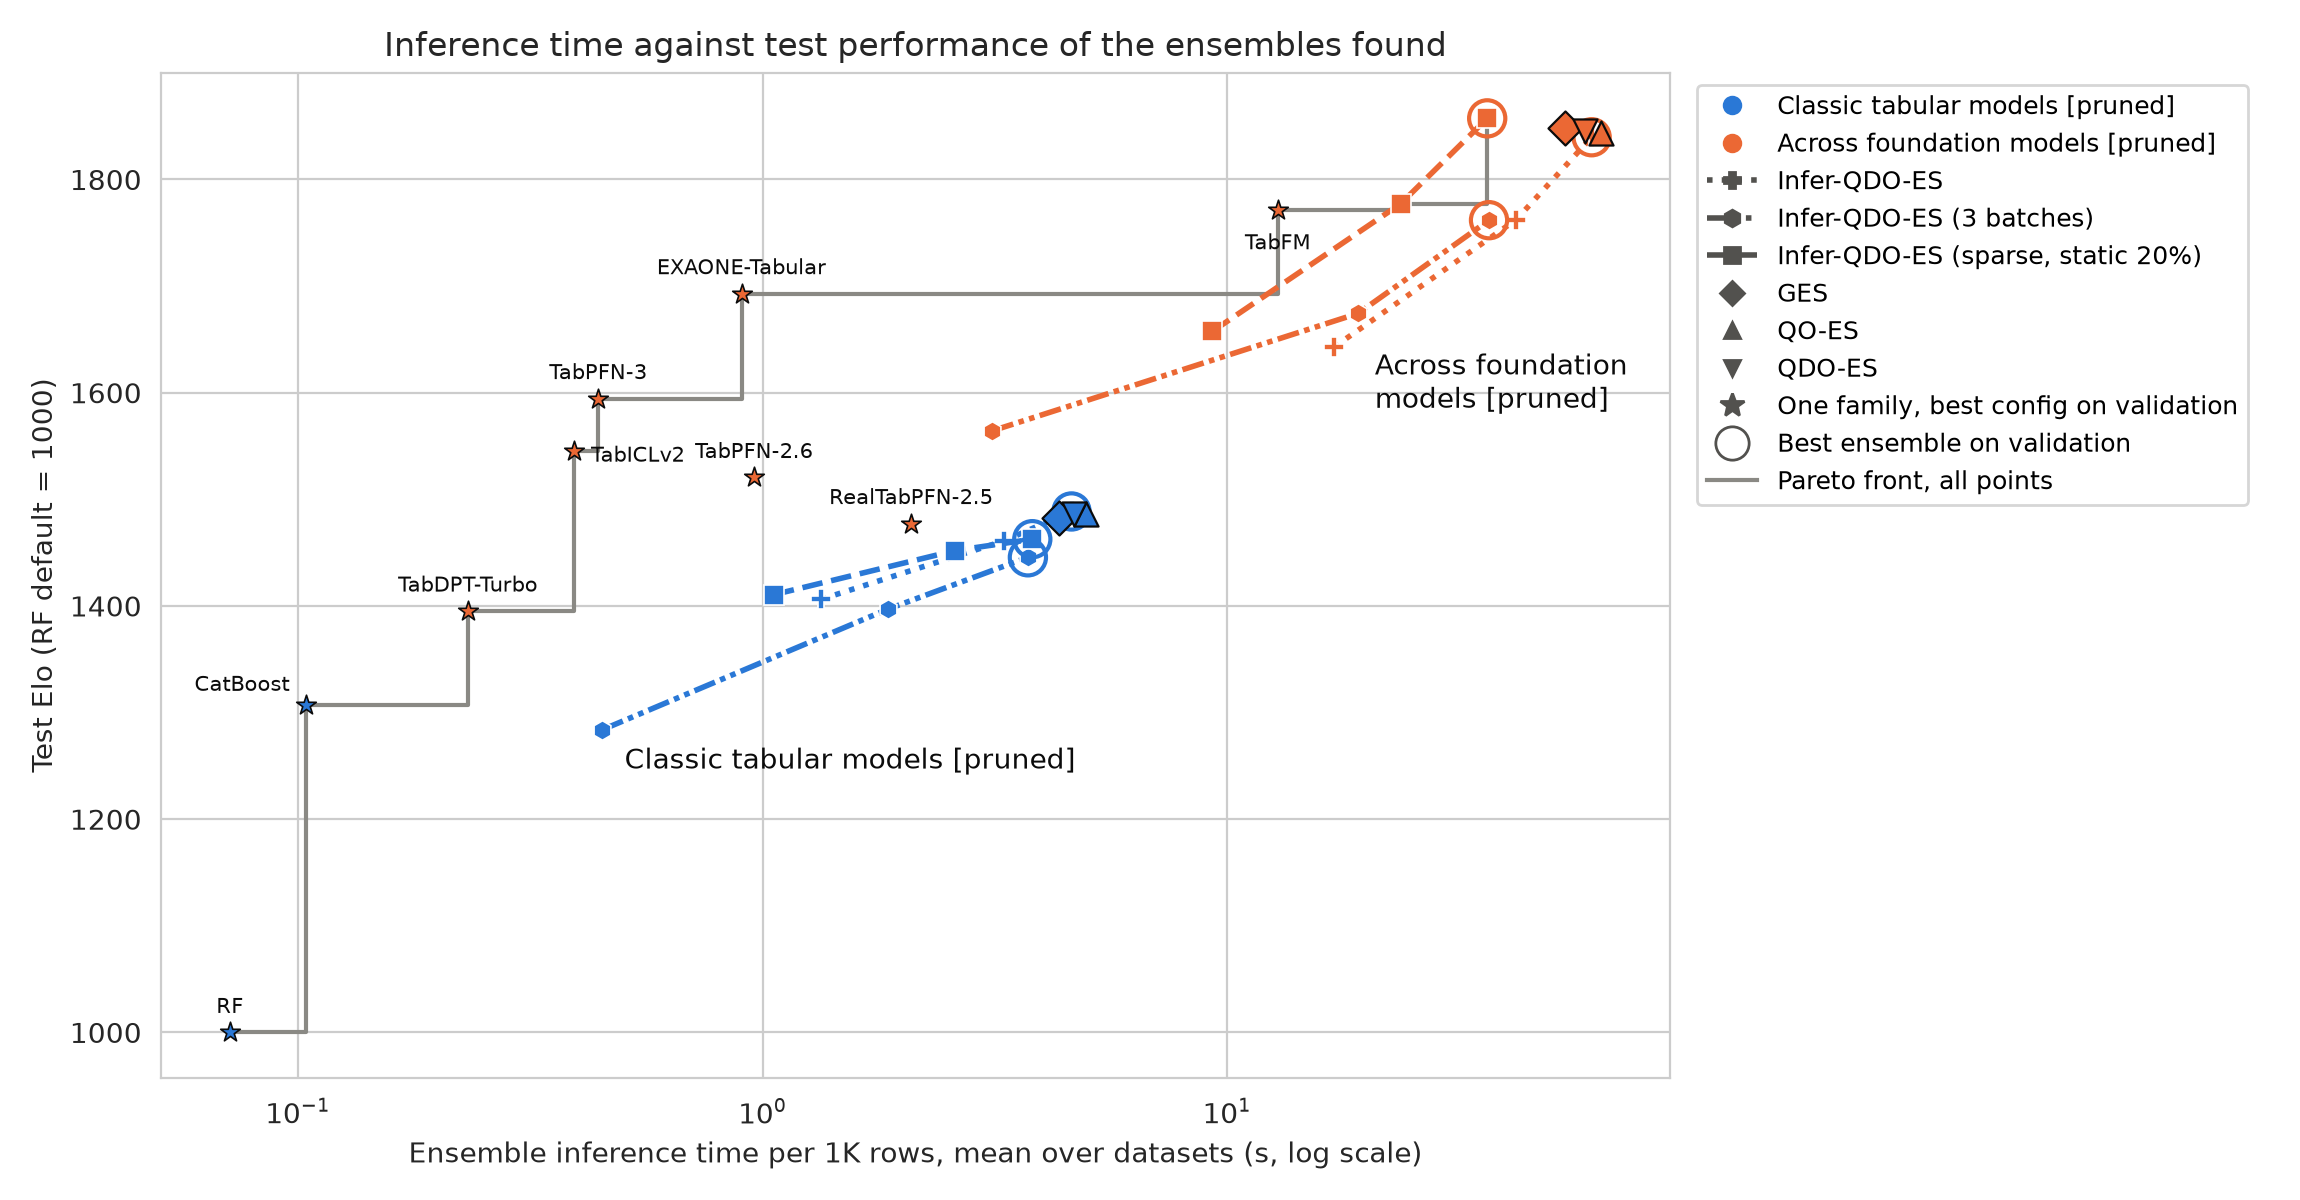 Inference time against test performance of the ensembles found
Test Elo (RF default = 1000)
1800
1600
1400
1200
1000
10⁻¹
10⁰
10¹
Ensemble inference time per 1K rows, mean over datasets (s, log scale)
TabFM
EXAONE-Tabular
TabPFN-3
TabICLv2
TabPFN-2.6
RealTabPFN-2.5
TabDPT-Turbo
CatBoost
RF
Across foundation
models [pruned]
Classic tabular models [pruned]
Classic tabular models [pruned]
Across foundation models [pruned]
Infer-QDO-ES
Infer-QDO-ES (3 batches)
Infer-QDO-ES (sparse, static 20%)
GES
QO-ES
QDO-ES
One family, best config on validation
Best ensemble on validation
Pareto front, all points